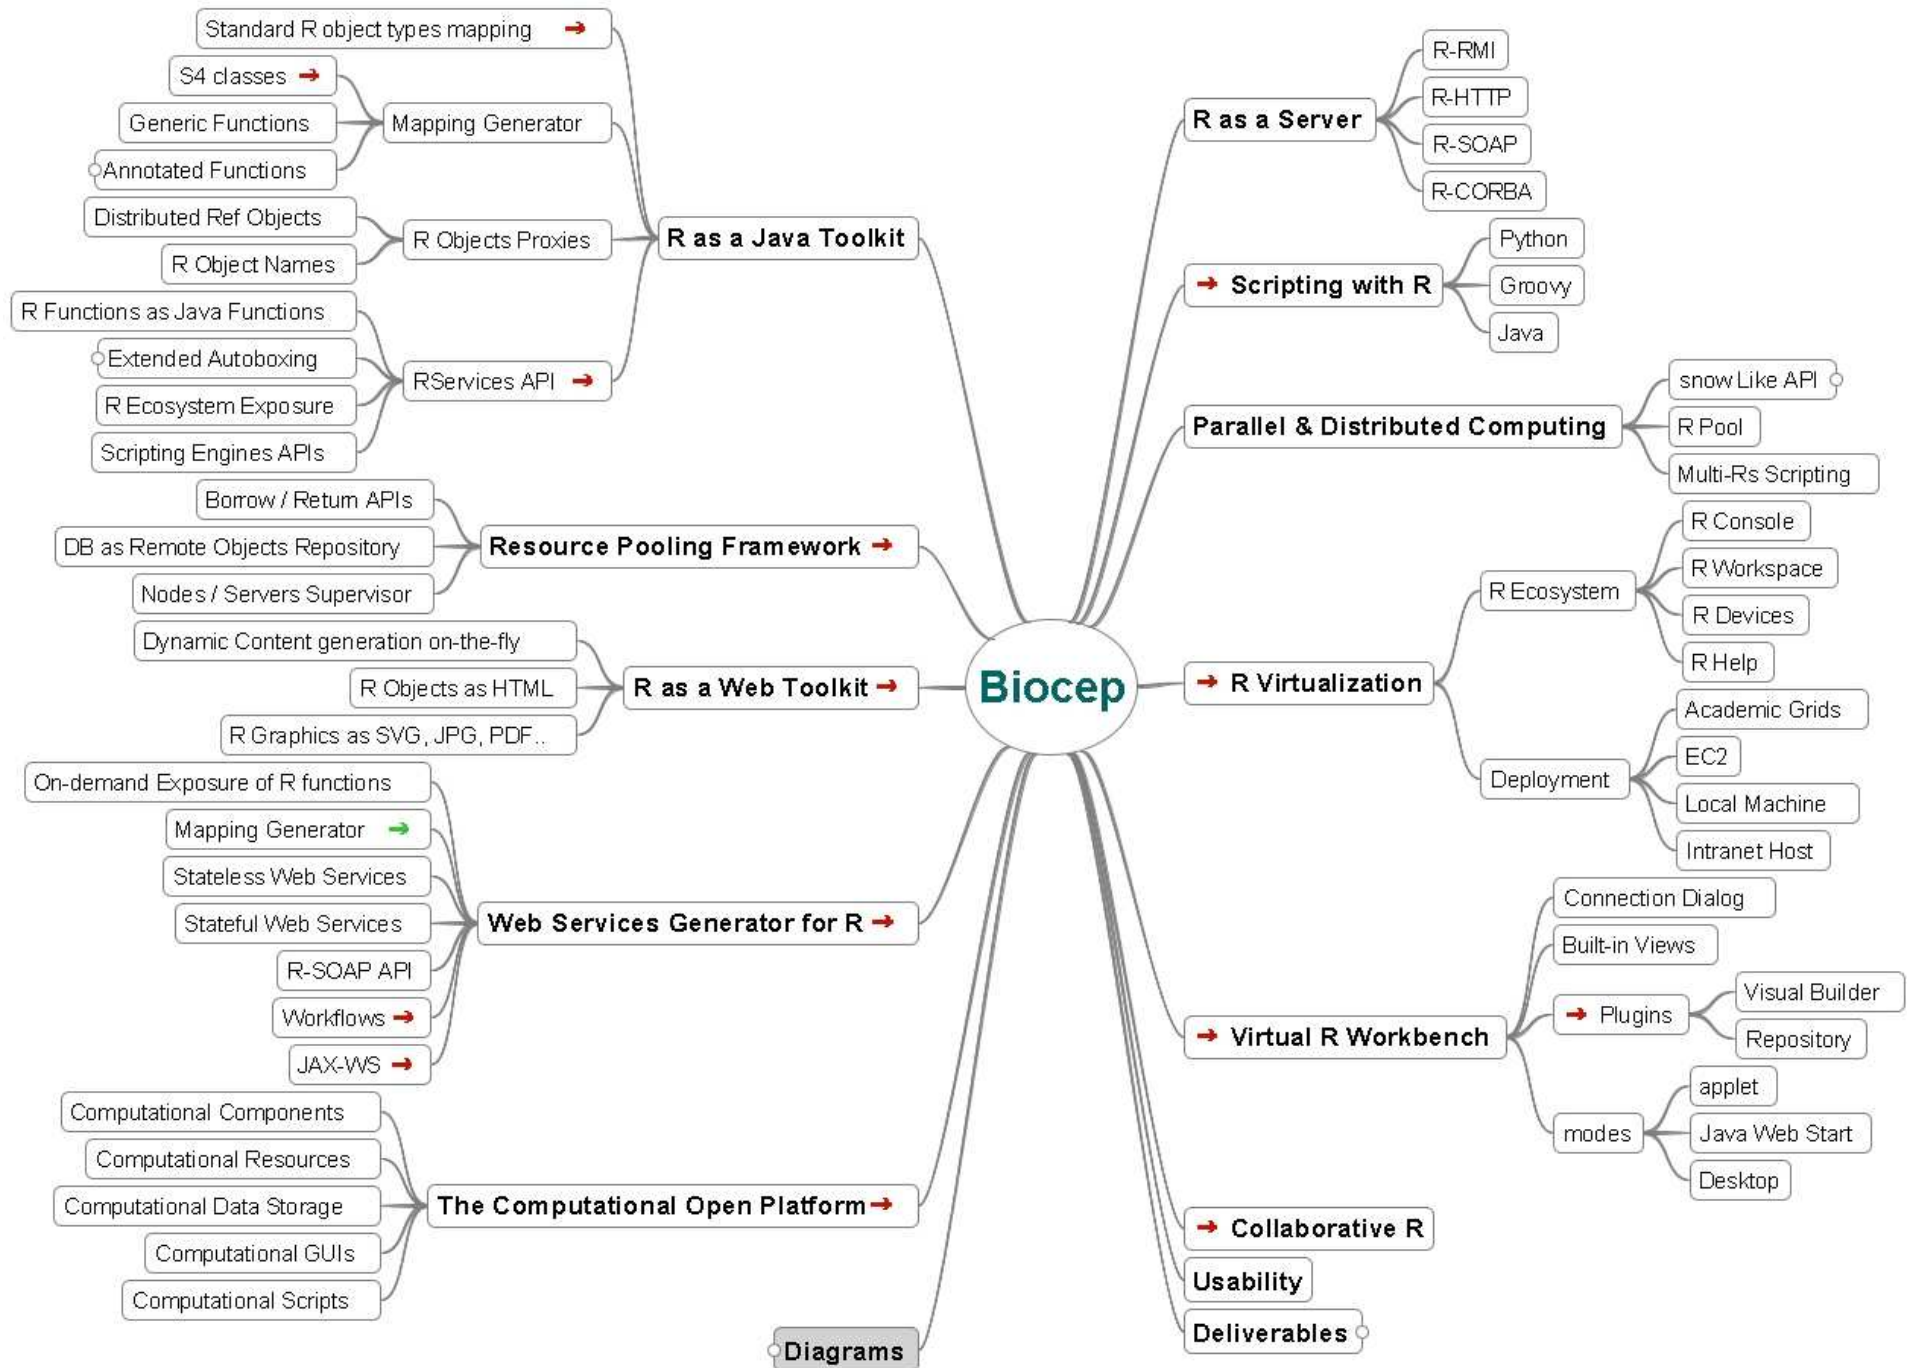 Biocep
Standard R object types mapping
S4 classes
Generic Functions
Annotated Functions
Mapping Generator
Distributed Ref Objects
R Object Names
R Objects Proxies
R as a Java Toolkit
R Functions as Java Functions
Extended Autoboxing
R Ecosystem Exposure
Scripting Engines APIs
RServices API
Borrow / Return APIs
DB as Remote Objects Repository
Nodes / Servers Supervisor
Resource Pooling Framework
Dynamic Content generation on-the-fly
R Objects as HTML
R Graphics as SVG, JPG, PDF..
R as a Web Toolkit
On-demand Exposure of R functions
Mapping Generator
Stateless Web Services
Stateful Web Services
R-SOAP API
Workflows
JAX-WS
Web Services Generator for R
Computational Components
Computational Resources
Computational Data Storage
Computational GUIs
Computational Scripts
The Computational Open Platform
Diagrams
R as a Server
R-RMI
R-HTTP
R-SOAP
R-CORBA
Scripting with R
Python
Groovy
Java
Parallel & Distributed Computing
snow Like API
R Pool
Multi-Rs Scripting
R Virtualization
R Ecosystem
R Console
R Workspace
R Devices
R Help
Deployment
Academic Grids
EC2
Local Machine
Intranet Host
Virtual R Workbench
Connection Dialog
Built-in Views
Plugins
Visual Builder
Repository
modes
applet
Java Web Start
Desktop
Collaborative R
Usability
Deliverables